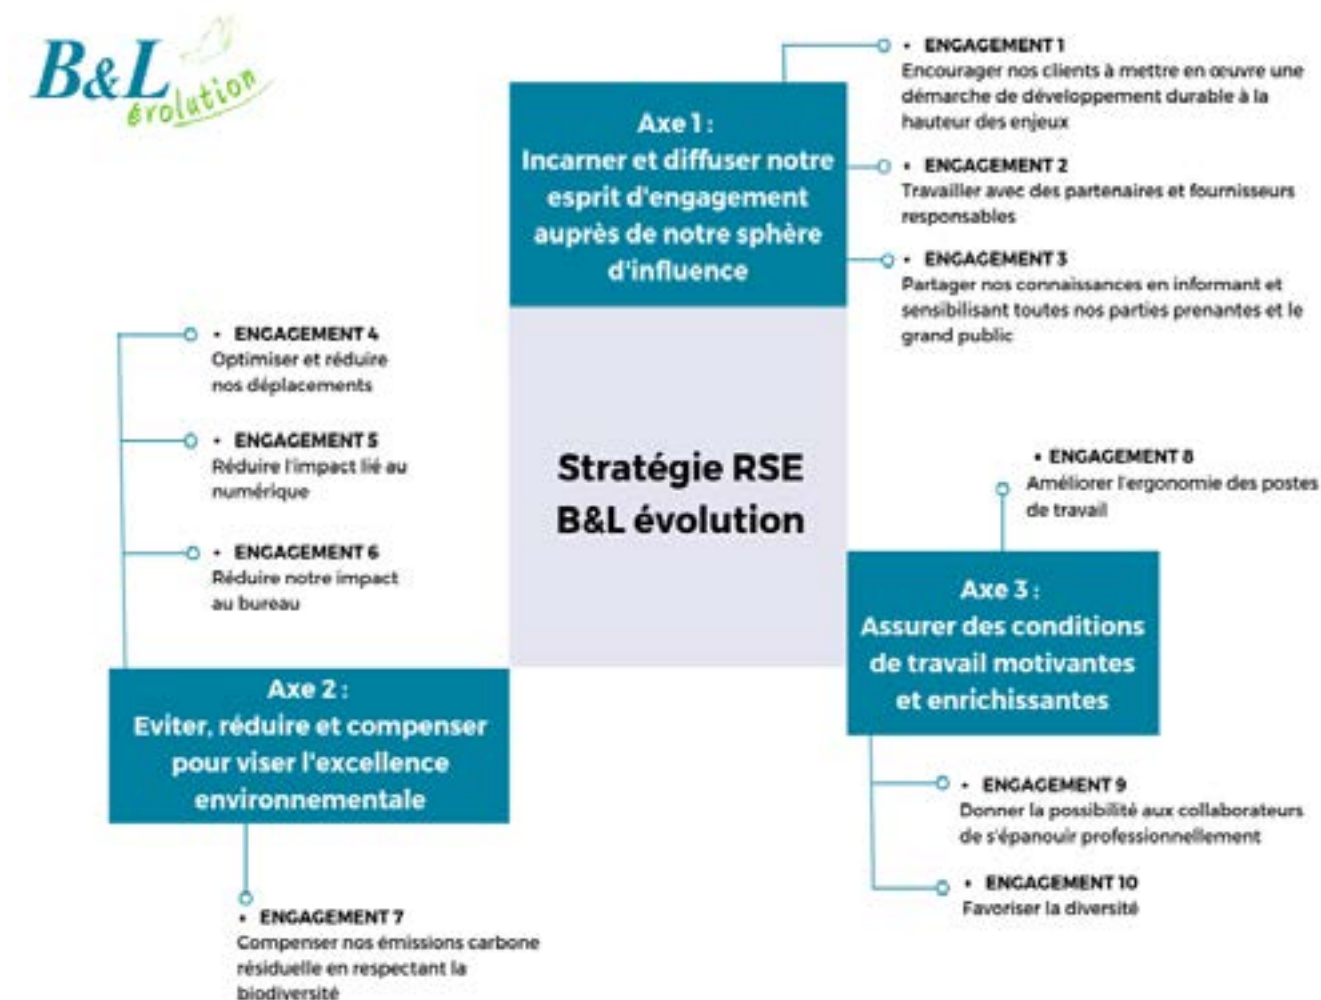 B&L
évolution
• ENGAGEMENT 1
Encourager nos clients à mettre en œuvre une
démarche de développement durable à la
hauteur des enjeux
Axe 1 :
Incarner et diffuser notre
esprit d'engagement
auprès de notre sphère
d'influence
• ENGAGEMENT 2
Travailler avec des partenaires et fournisseurs
responsables
• ENGAGEMENT 3
Partager nos connaissances en informant et
sensibilisant toutes nos parties prenantes et le
grand public
• ENGAGEMENT 4
Optimiser et réduire
nos déplacements
• ENGAGEMENT 5
Réduire l'impact lié au
numérique
• ENGAGEMENT 6
Réduire notre impact
au bureau
Stratégie RSE
B&L évolution
• ENGAGEMENT 8
Améliorer l'ergonomie des postes
de travail
Axe 3 :
Assurer des conditions
de travail motivantes
et enrichissantes
Axe 2 :
Eviter, réduire et compenser
pour viser l'excellence
environnementale
• ENGAGEMENT 9
Donner la possibilité aux collaborateurs
de s'épanouir professionnellement
• ENGAGEMENT 10
Favoriser la diversité
• ENGAGEMENT 7
Compenser nos émissions carbone
résiduelle en respectant la
biodiversité